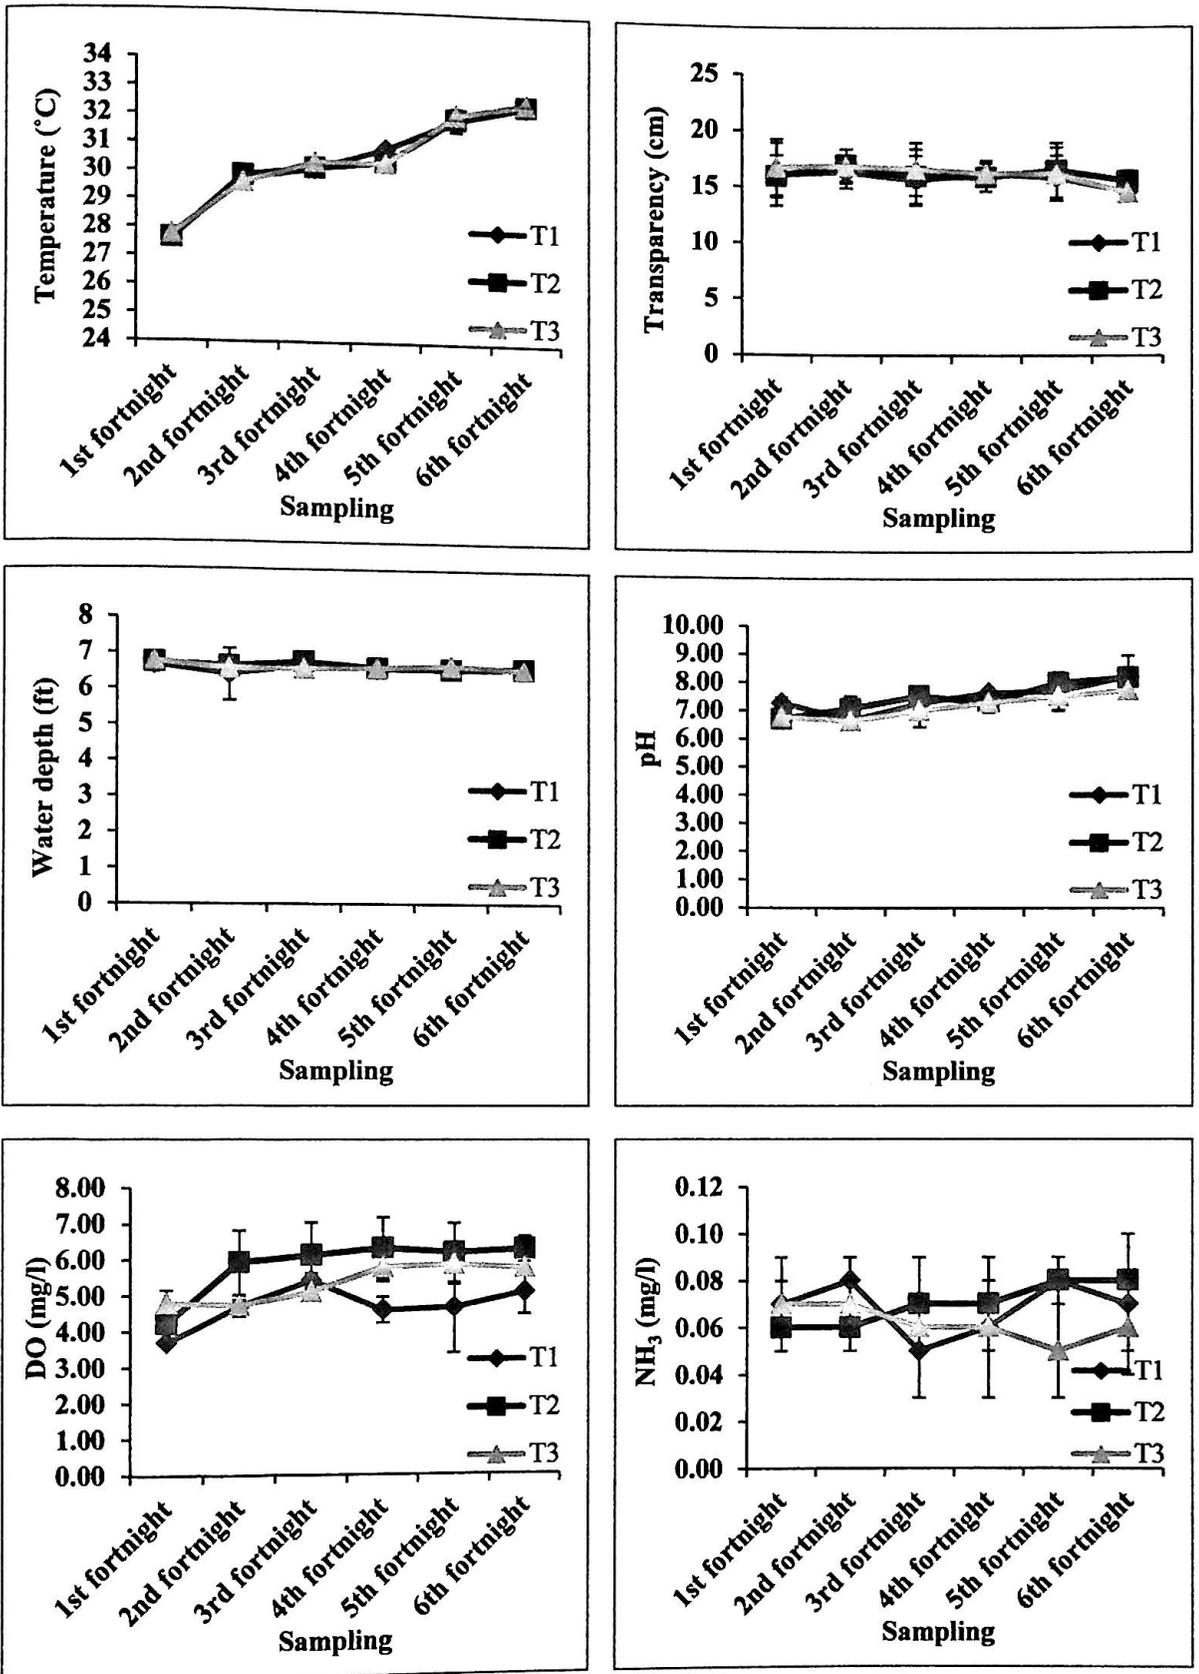 Temperature (˚C)
34
33
32
31
30
29
28
27
26
25
24
T1
T2
T3
1st fortnight
2nd fortnight
3rd fortnight
4th fortnight
5th fortnight
6th fortnight
Sampling
Transparency (cm)
25
20
15
10
5
0
T1
T2
T3
1st fortnight
2nd fortnight
3rd fortnight
4th fortnight
5th fortnight
6th fortnight
Sampling
Water depth (ft)
8
7
6
5
4
3
2
1
0
T1
T2
T3
1st fortnight
2nd fortnight
3rd fortnight
4th fortnight
5th fortnight
6th fortnight
Sampling
pH
10.00
9.00
8.00
7.00
6.00
5.00
4.00
3.00
2.00
1.00
0.00
T1
T2
T3
1st fortnight
2nd fortnight
3rd fortnight
4th fortnight
5th fortnight
6th fortnight
Sampling
DO (mg/l)
8.00
7.00
6.00
5.00
4.00
3.00
2.00
1.00
0.00
T1
T2
T3
1st fortnight
2nd fortnight
3rd fortnight
4th fortnight
5th fortnight
6th fortnight
Sampling
NH₃ (mg/l)
0.12
0.10
0.08
0.06
0.04
0.02
0.00
T1
T2
T3
1st fortnight
2nd fortnight
3rd fortnight
4th fortnight
5th fortnight
6th fortnight
Sampling